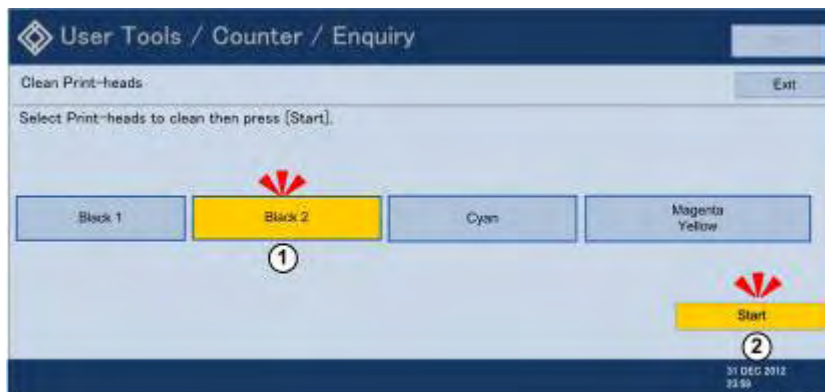 User Tools / Counter / Enquiry
Clean Print-heads
Exit
Select Print-heads to clean then press [Start].
Black 1
Black 2
Cyan
Magenta
Yellow
1
Start
2
31 DEC 2012
23:59